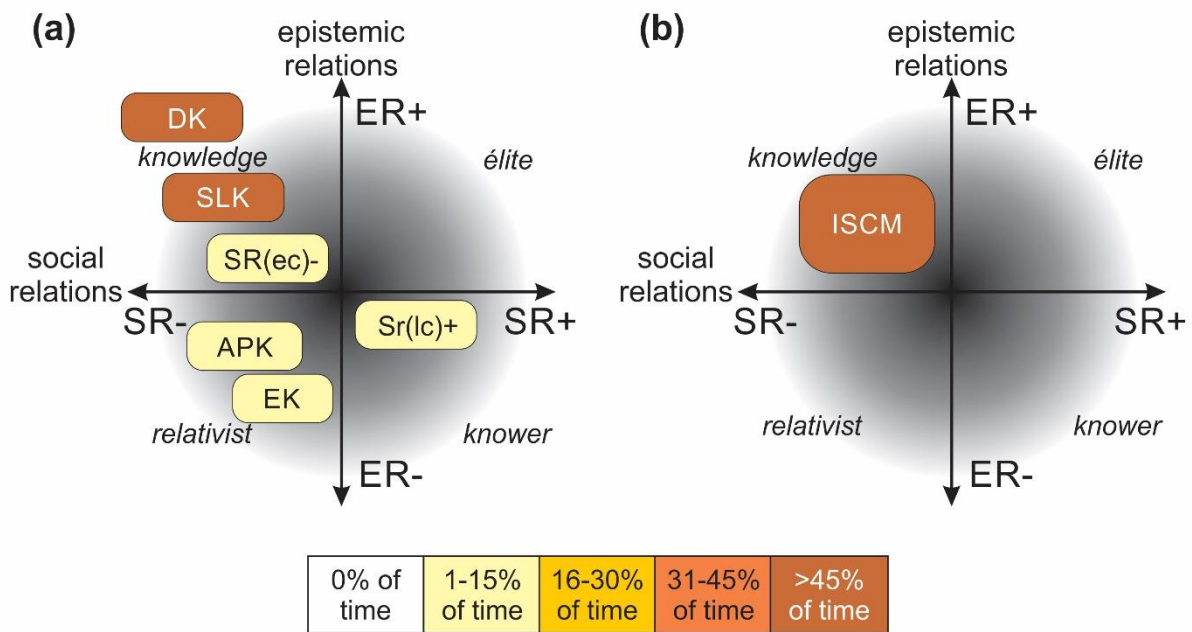 (a)
epistemic
relations
ER+
DK
knowledge
élite
SLK
SR(ec)-
social
relations
SR-
Sr(lc)+
SR+
APK
EK
relativist
knower
ER-
(b)
epistemic
relations
ER+
knowledge
élite
ISCM
social
relations
SR-
SR+
relativist
knower
ER-
0% of
time
1-15%
of time
16-30%
of time
31-45%
of time
>45%
of time